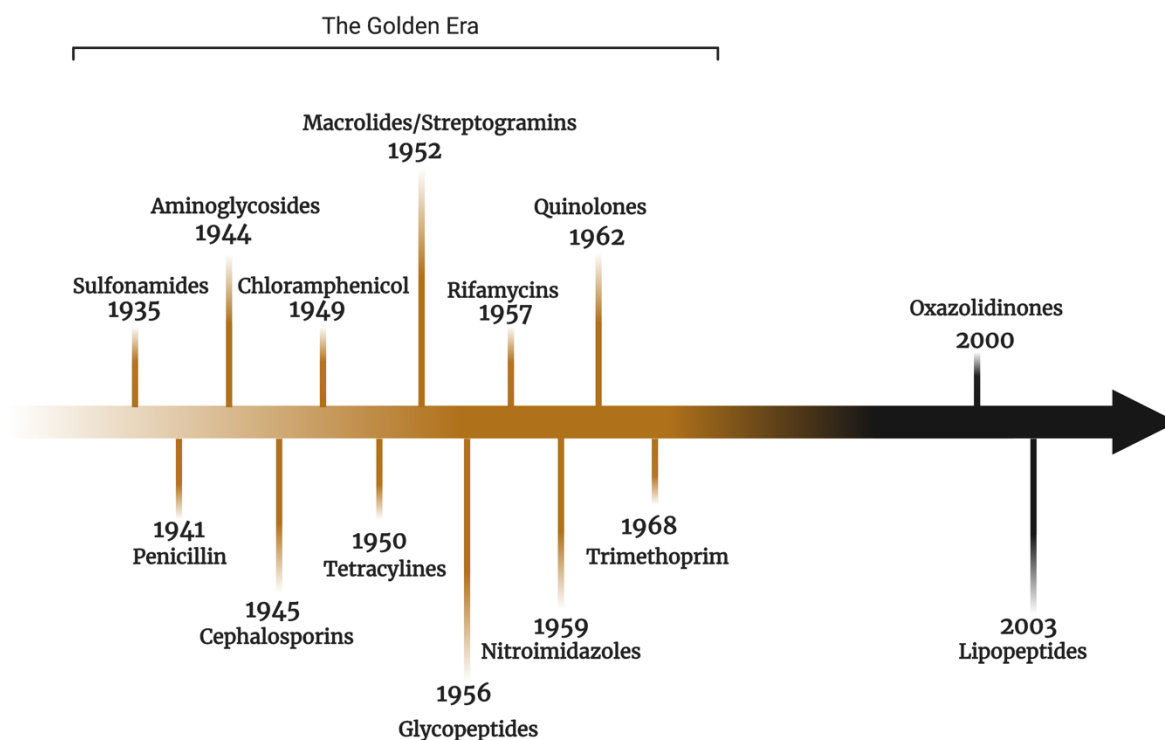 The Golden Era
Macrolides/Streptogramins
1952
Aminoglycosides
1944
Quinolones
1962
Sulfonamides
1935
Chloramphenicol
1949
Rifamycins
1957
Oxazolidinones
2000
1941
Penicillin
1950
Tetracylines
1968
Trimethoprim
1945
Cephalosporins
1959
Nitroimidazoles
2003
Lipopeptides
1956
Glycopeptides